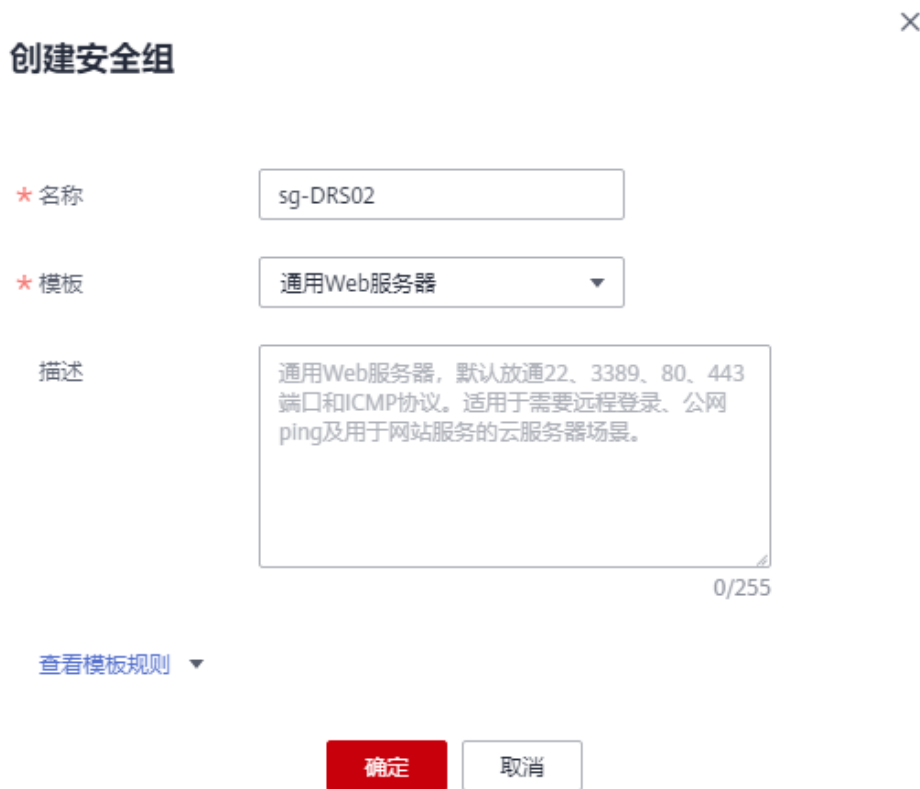 创建安全组
* 名称
sg-DRS02
* 模板
通用Web服务器
描述
通用Web服务器，默认放通22、3389、80、443
端口和ICMP协议。适用于需要远程登录、公网
ping及用于网站服务的云服务器场景。
0/255
查看模板规则
确定
取消